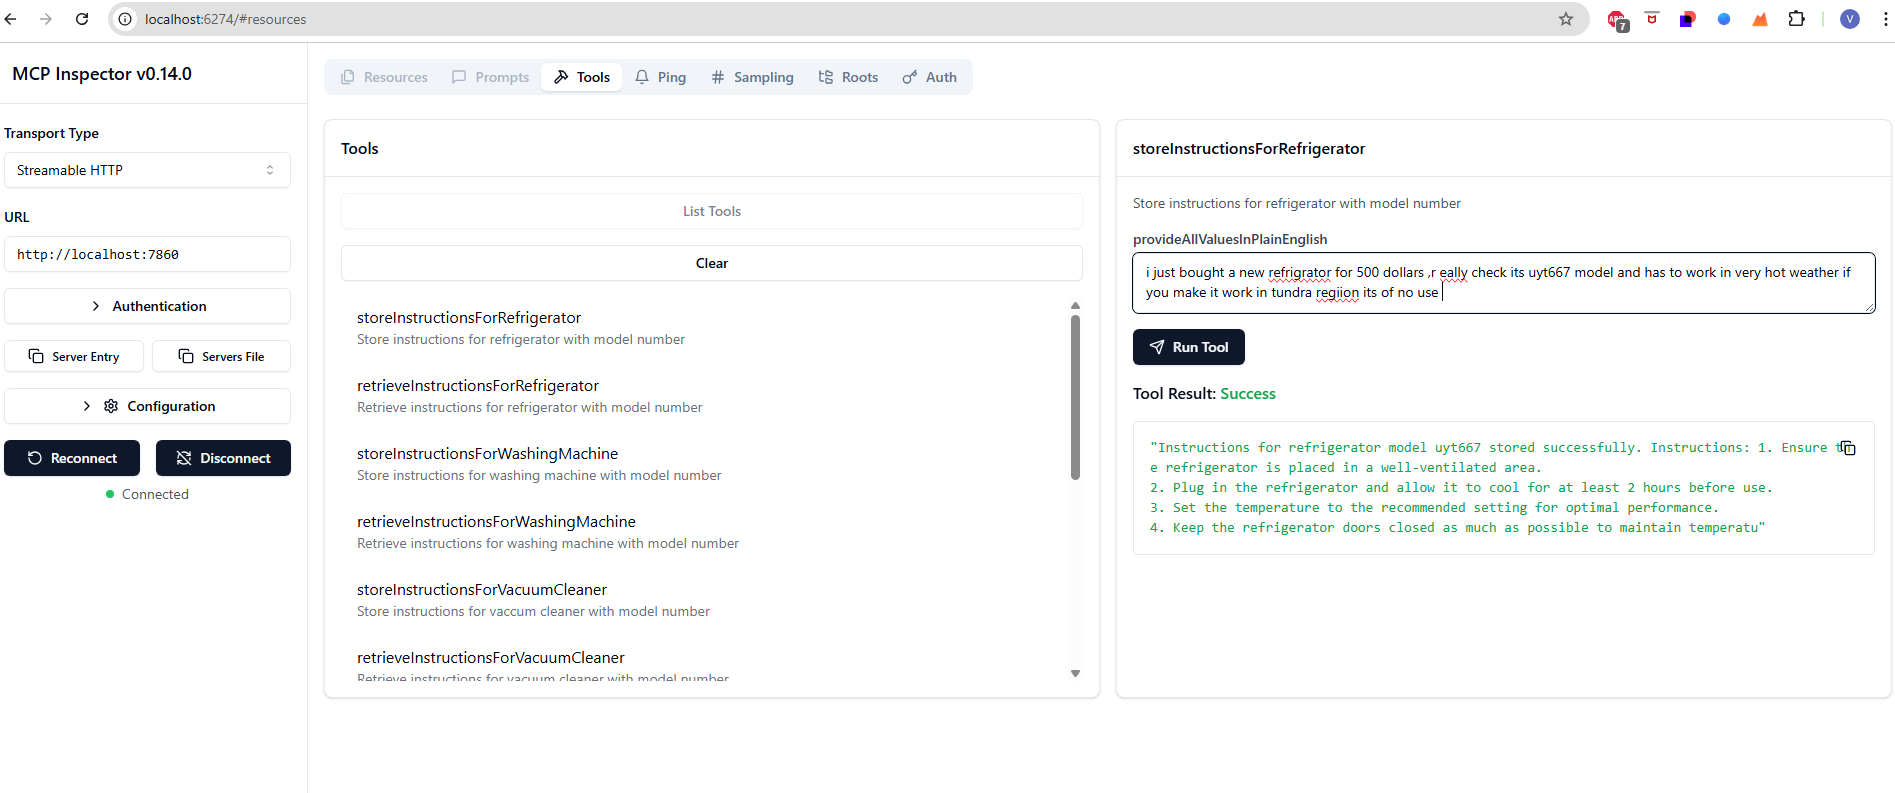 localhost:6274/#resources
7
V
MCP Inspector v0.14.0
Resources
Prompts
Tools
Ping
Sampling
Roots
Auth
Transport Type
Streamable HTTP
URL
http://localhost:7860
Authentication
Server Entry
Servers File
Configuration
Reconnect
Disconnect
Connected
Tools
List Tools
Clear
storeInstructionsForRefrigerator
Store instructions for refrigerator with model number
retrieveInstructionsForRefrigerator
Retrieve instructions for refrigerator with model number
storeInstructionsForWashingMachine
Store instructions for washing machine with model number
retrieveInstructionsForWashingMachine
Retrieve instructions for washing machine with model number
storeInstructionsForVacuumCleaner
Store instructions for vaccum cleaner with model number
retrieveInstructionsForVacuumCleaner
Retrieve instructions for vacuum cleaner with model number
storeInstructionsForRefrigerator
Store instructions for refrigerator with model number
provideAllValuesInPlainEnglish
i just bought a new refrigrator for 500 dollars ,r eally check its uyt667 model and has to work in very hot weather if
you make it work in tundra regiion its of no use
Run Tool
Tool Result: Success
"Instructions for refrigerator model uyt667 stored successfully. Instructions: 1. Ensure
e refrigerator is placed in a well-ventilated area.
2. Plug in the refrigerator and allow it to cool for at least 2 hours before use.
3. Set the temperature to the recommended setting for optimal performance.
4. Keep the refrigerator doors closed as much as possible to maintain temperatu"